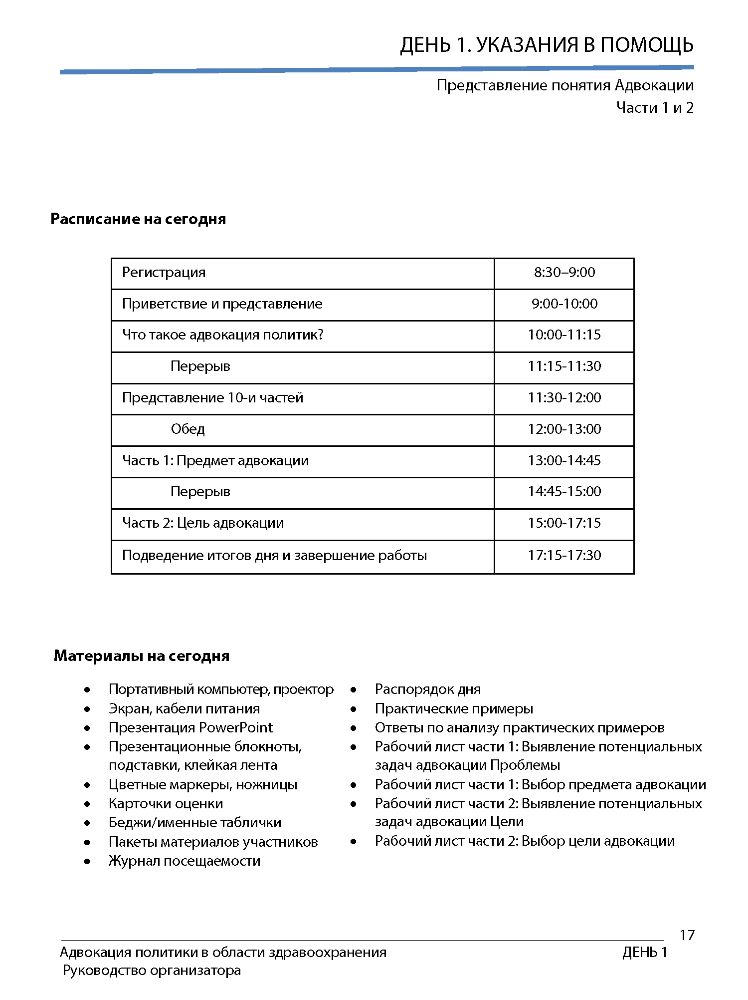 ДЕНЬ 1. УКАЗАНИЯ В ПОМОЩЬ
Представление понятия Адвокации
Части 1 и 2
Расписание на сегодня
Регистрация 8:30–9:00
Приветствие и представление 9:00-10:00
Что такое адвокация политик? 10:00-11:15
Перерыв 11:15-11:30
Представление 10-и частей 11:30-12:00
Обед 12:00-13:00
Часть 1: Предмет адвокации 13:00-14:45
Перерыв 14:45-15:00
Часть 2: Цель адвокации 15:00-17:15
Подведение итогов дня и завершение работы 17:15-17:30
Материалы на сегодня
• Портативный компьютер, проектор
• Экран, кабели питания
• Презентация PowerPoint
• Презентационные блокноты,
подставки, клейкая лента
• Цветные маркеры, ножницы
• Карточки оценки
• Беджи/именные таблички
• Пакеты материалов участников
• Журнал посещаемости
• Распорядок дня
• Практические примеры
• Ответы по анализу практических примеров
• Рабочий лист части 1: Выявление потенциальных
задач адвокации Проблемы
• Рабочий лист части 1: Выбор предмета адвокации
• Рабочий лист части 2: Выявление потенциальных
задач адвокации Цели
• Рабочий лист части 2: Выбор цели адвокации
17
Адвокация политики в области здравоохранения ДЕНЬ 1
Руководство организатора